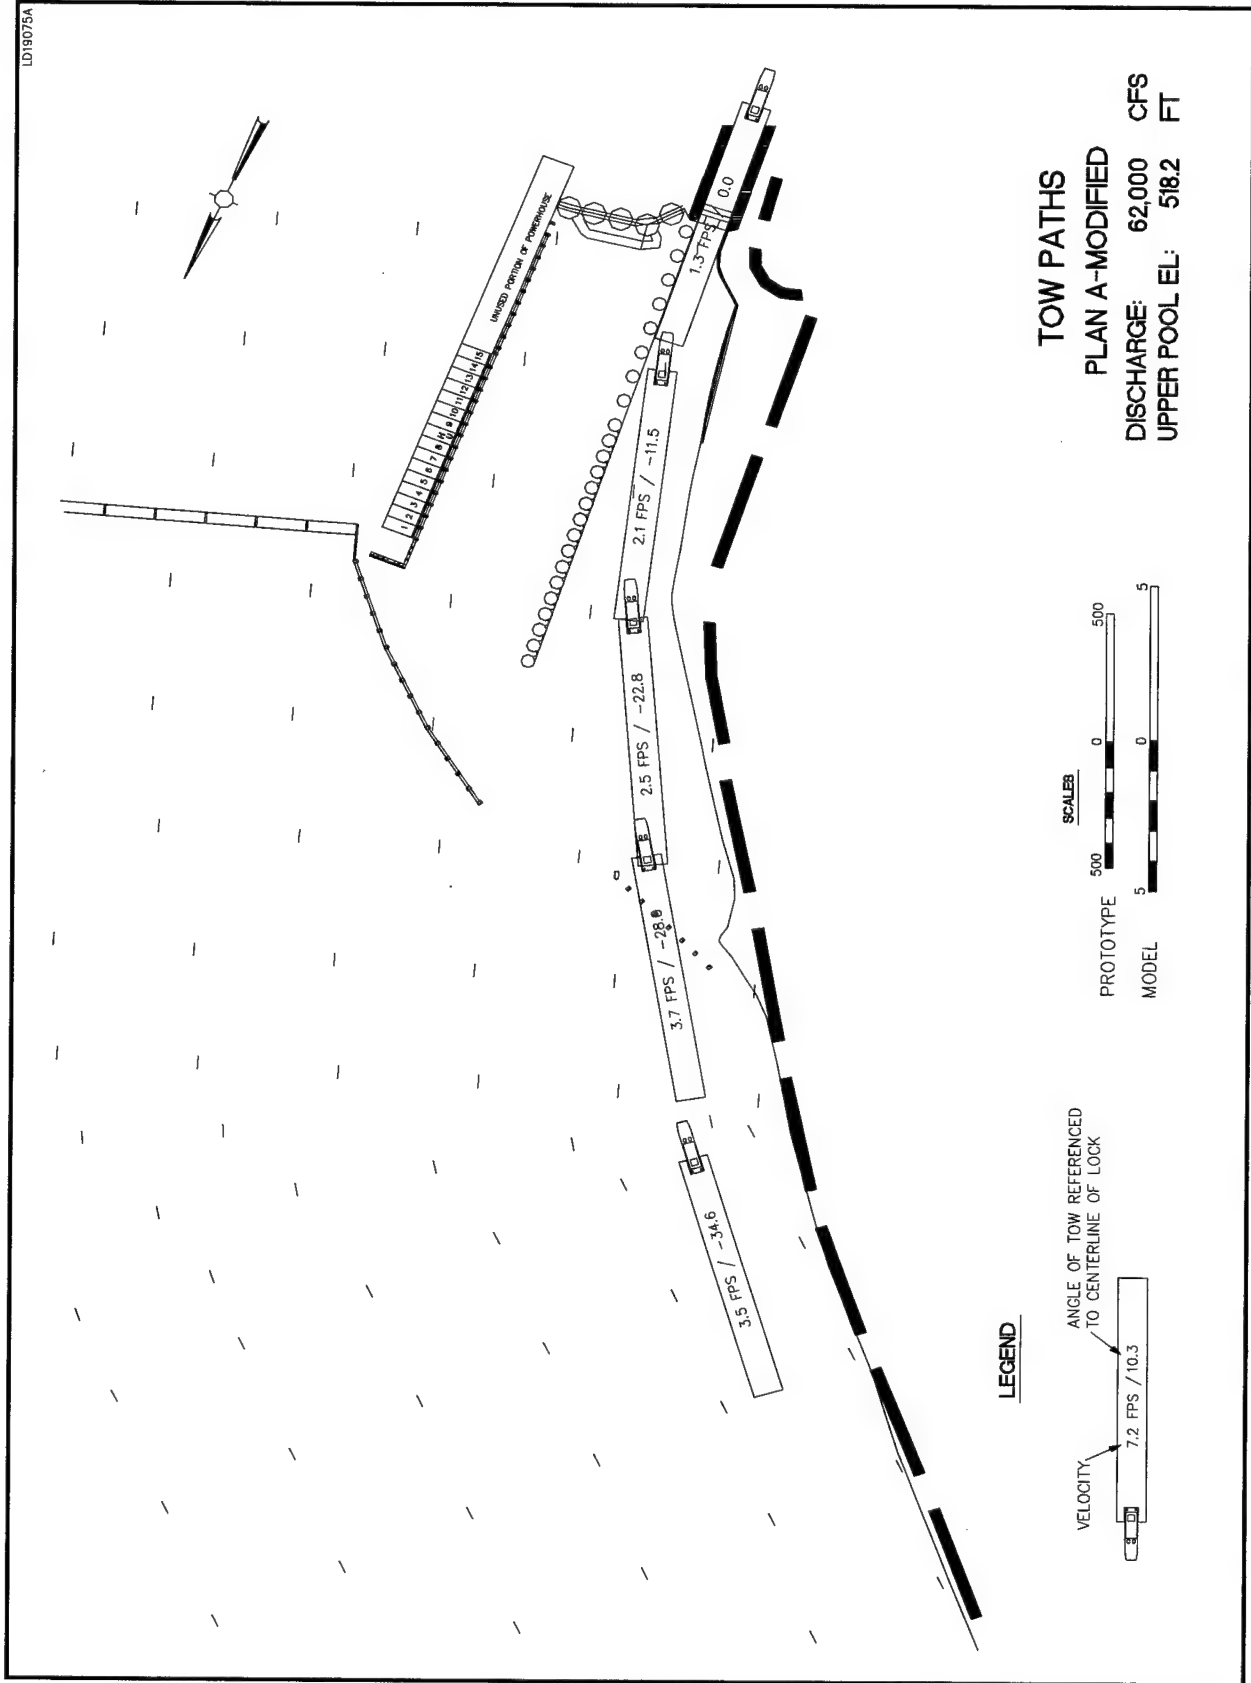 LD19075A
UNUSED PORTION OF POWERHOUSE
1 2 3 4 5 6 7 8 9 10 11 12 13 14 15
1.3 FPS / 0.0
2.1 FPS / -11.5
2.5 FPS / -22.8
3.7 FPS / -28.6
3.5 FPS / -34.6
TOW PATHS
PLAN A-MODIFIED
DISCHARGE: 62,000 CFS
UPPER POOL EL: 518.2 FT
SCALES
PROTOTYPE 500 0 500
MODEL 5 0 5
LEGEND
VELOCITY
ANGLE OF TOW REFERENCED
TO CENTERLINE OF LOCK
7.2 FPS / 10.3